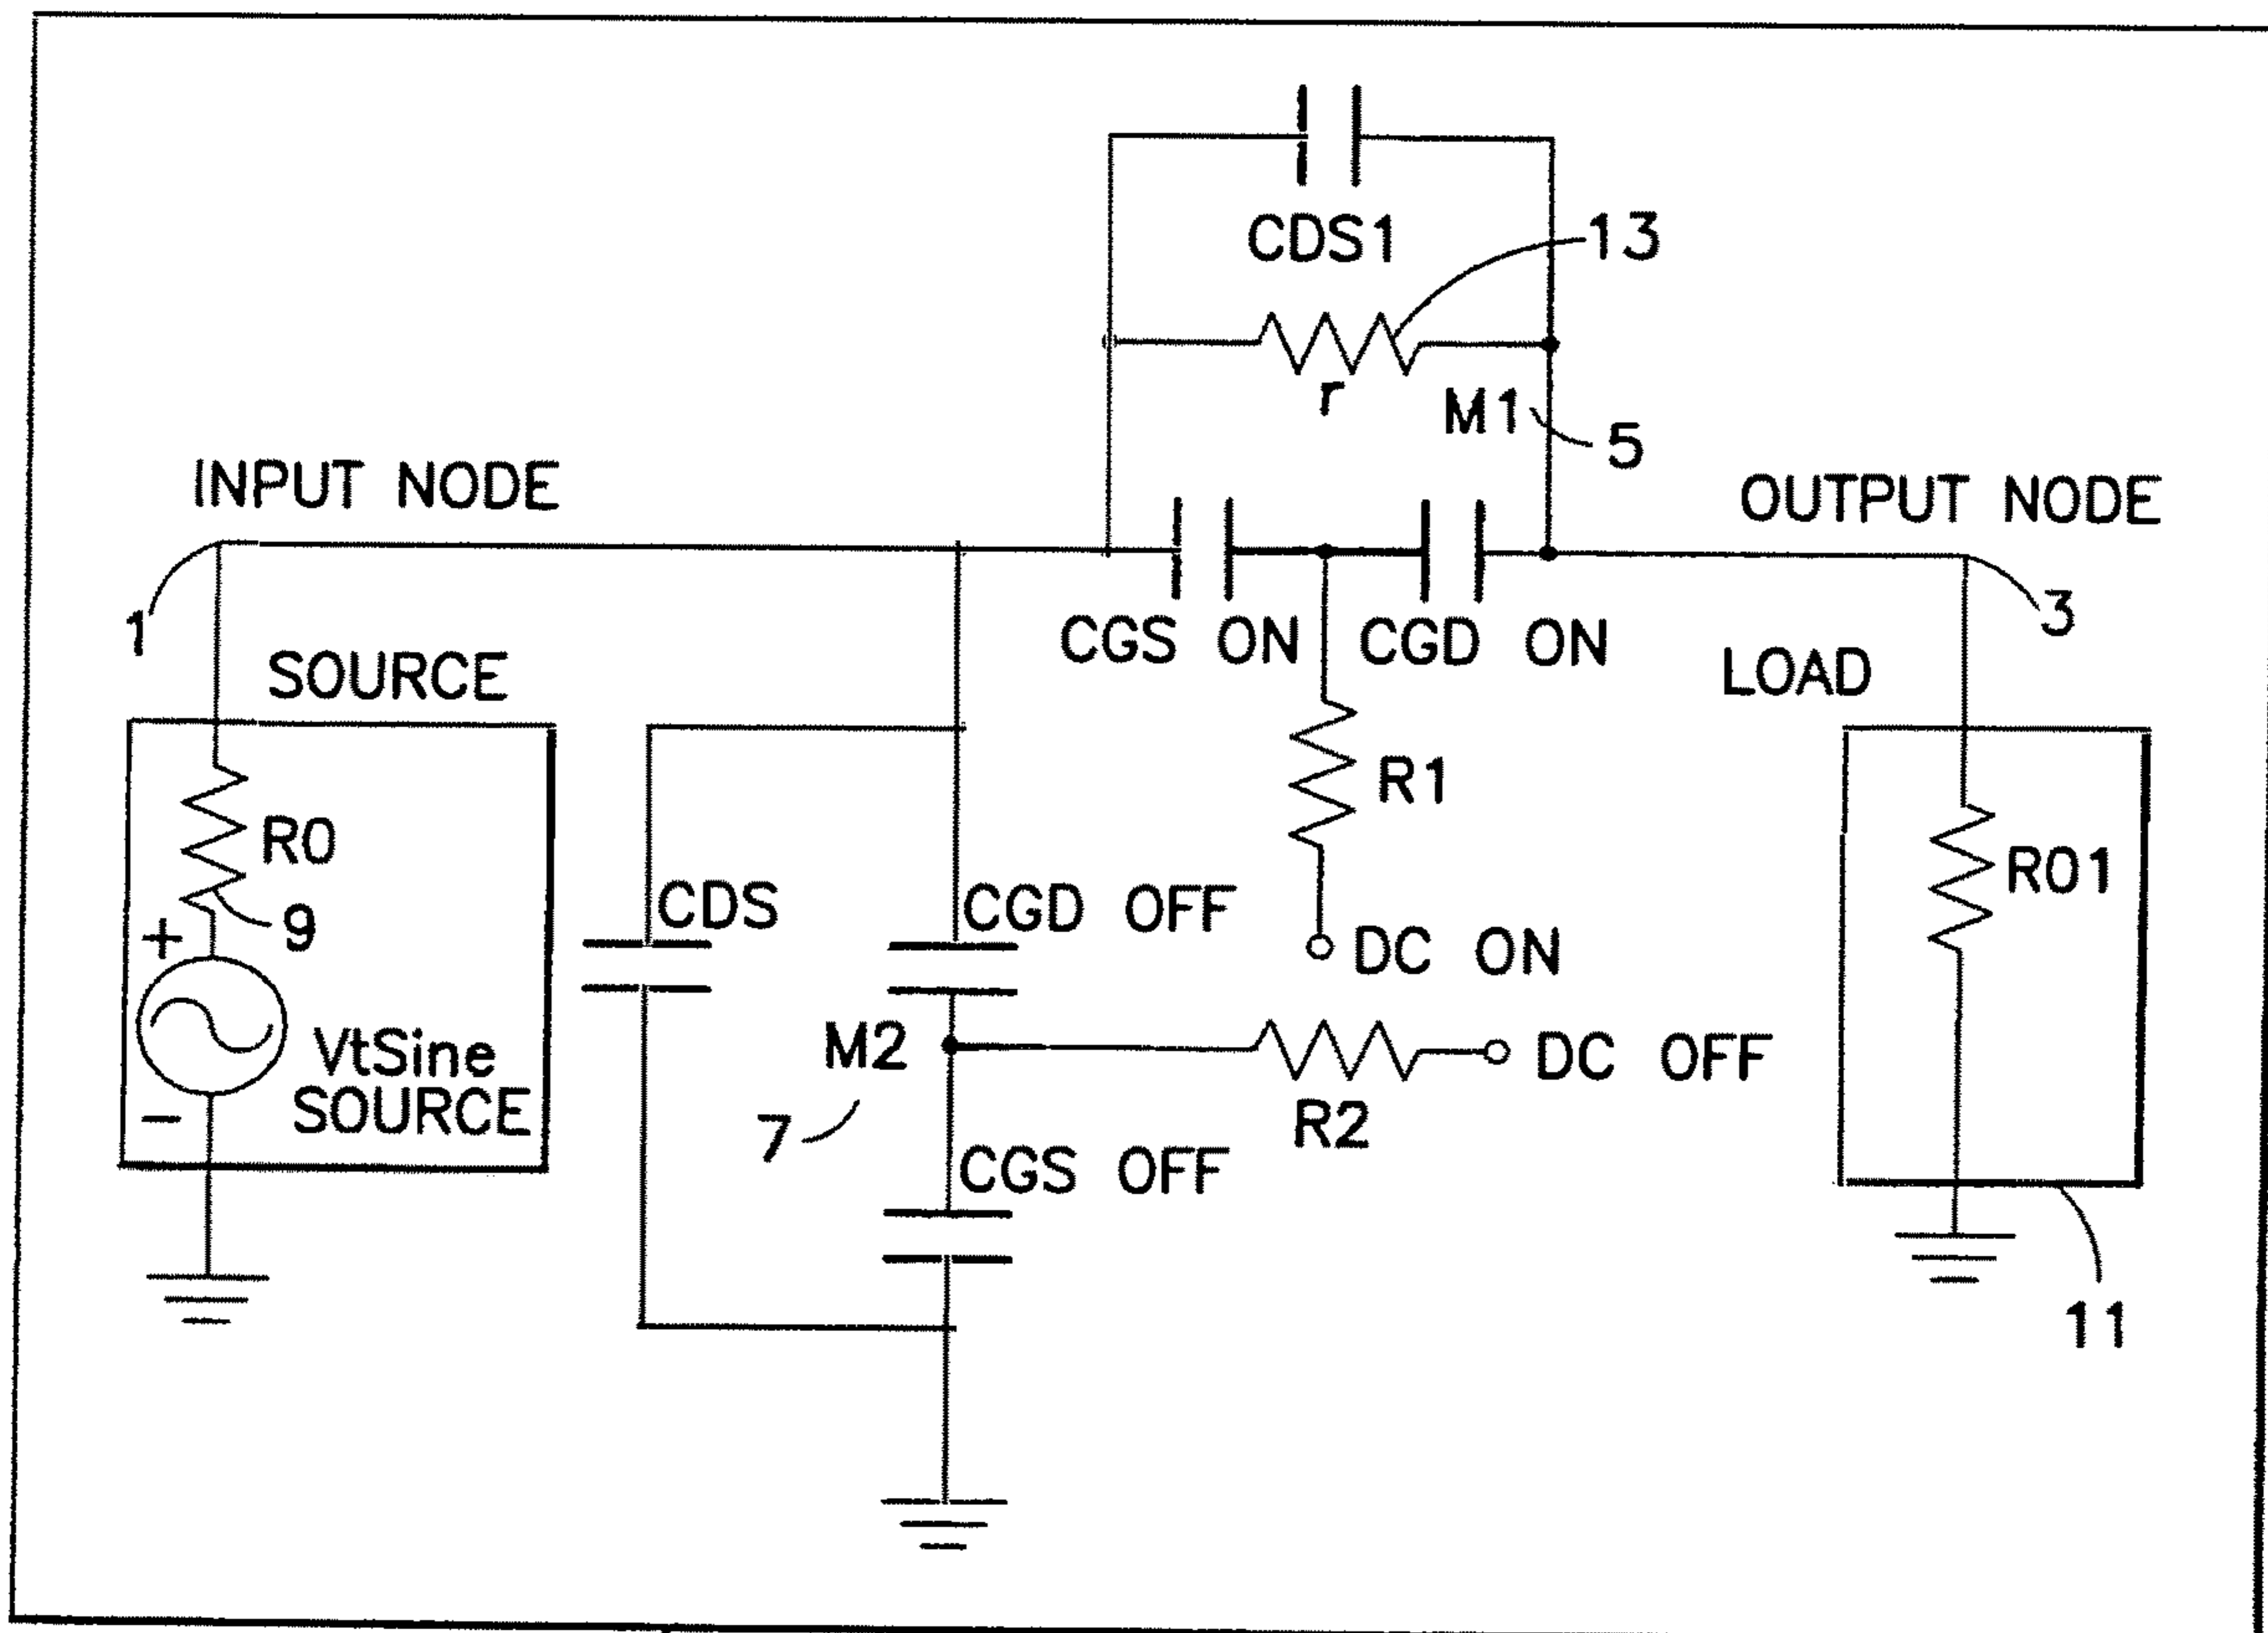 CDS1
13
r
M1
5
INPUT NODE
OUTPUT NODE
1
CGS ON
CGD ON
3
SOURCE
LOAD
R0
R1
R01
9
CDS
CGD OFF
+
DC ON
VtSine
SOURCE
M2
DC OFF
−
7
R2
CGS OFF
11